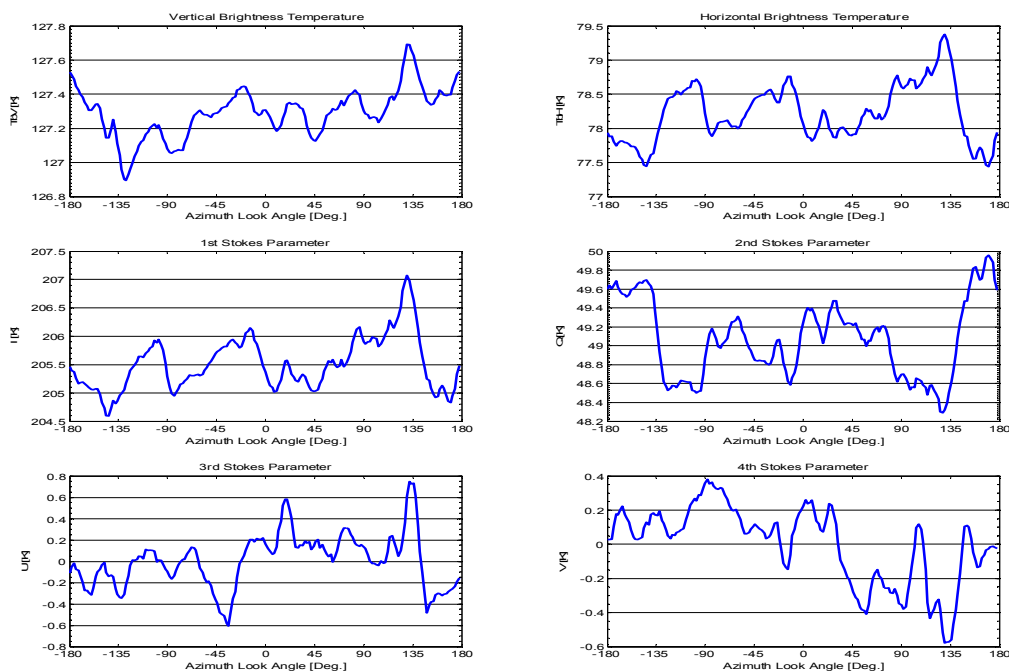 Vertical Brightness Temperature
127.8
127.6
127.4
127.2
127
126.8
TbV[K]
-180 -135 -90 -45 0 45 90 135 180
Azimuth Look Angle [Deg.]
Horizontal Brightness Temperature
79.5
79
78.5
78
77.5
77
TbH[K]
-180 -135 -90 -45 0 45 90 135 180
Azimuth Look Angle [Deg.]
1st Stokes Parameter
207.5
207
206.5
206
205.5
205
204.5
I [K]
-180 -135 -90 -45 0 45 90 135 180
Azimuth Look Angle [Deg.]
2nd Stokes Parameter
50
49.8
49.6
49.4
49.2
49
48.8
48.6
48.4
48.2
Q[K]
-180 -135 -90 -45 0 45 90 135 180
Azimuth Look Angle [Deg.]
3rd Stokes Parameter
0.8
0.6
0.4
0.2
0
-0.2
-0.4
-0.6
-0.8
U[K]
-180 -135 -90 -45 0 45 90 135 180
Azimuth Look Angle [Deg.]
4th Stokes Parameter
0.4
0.2
0
-0.2
-0.4
-0.6
V[K]
-180 -135 -90 -45 0 45 90 135 180
Azimuth Look Angle [Deg.]